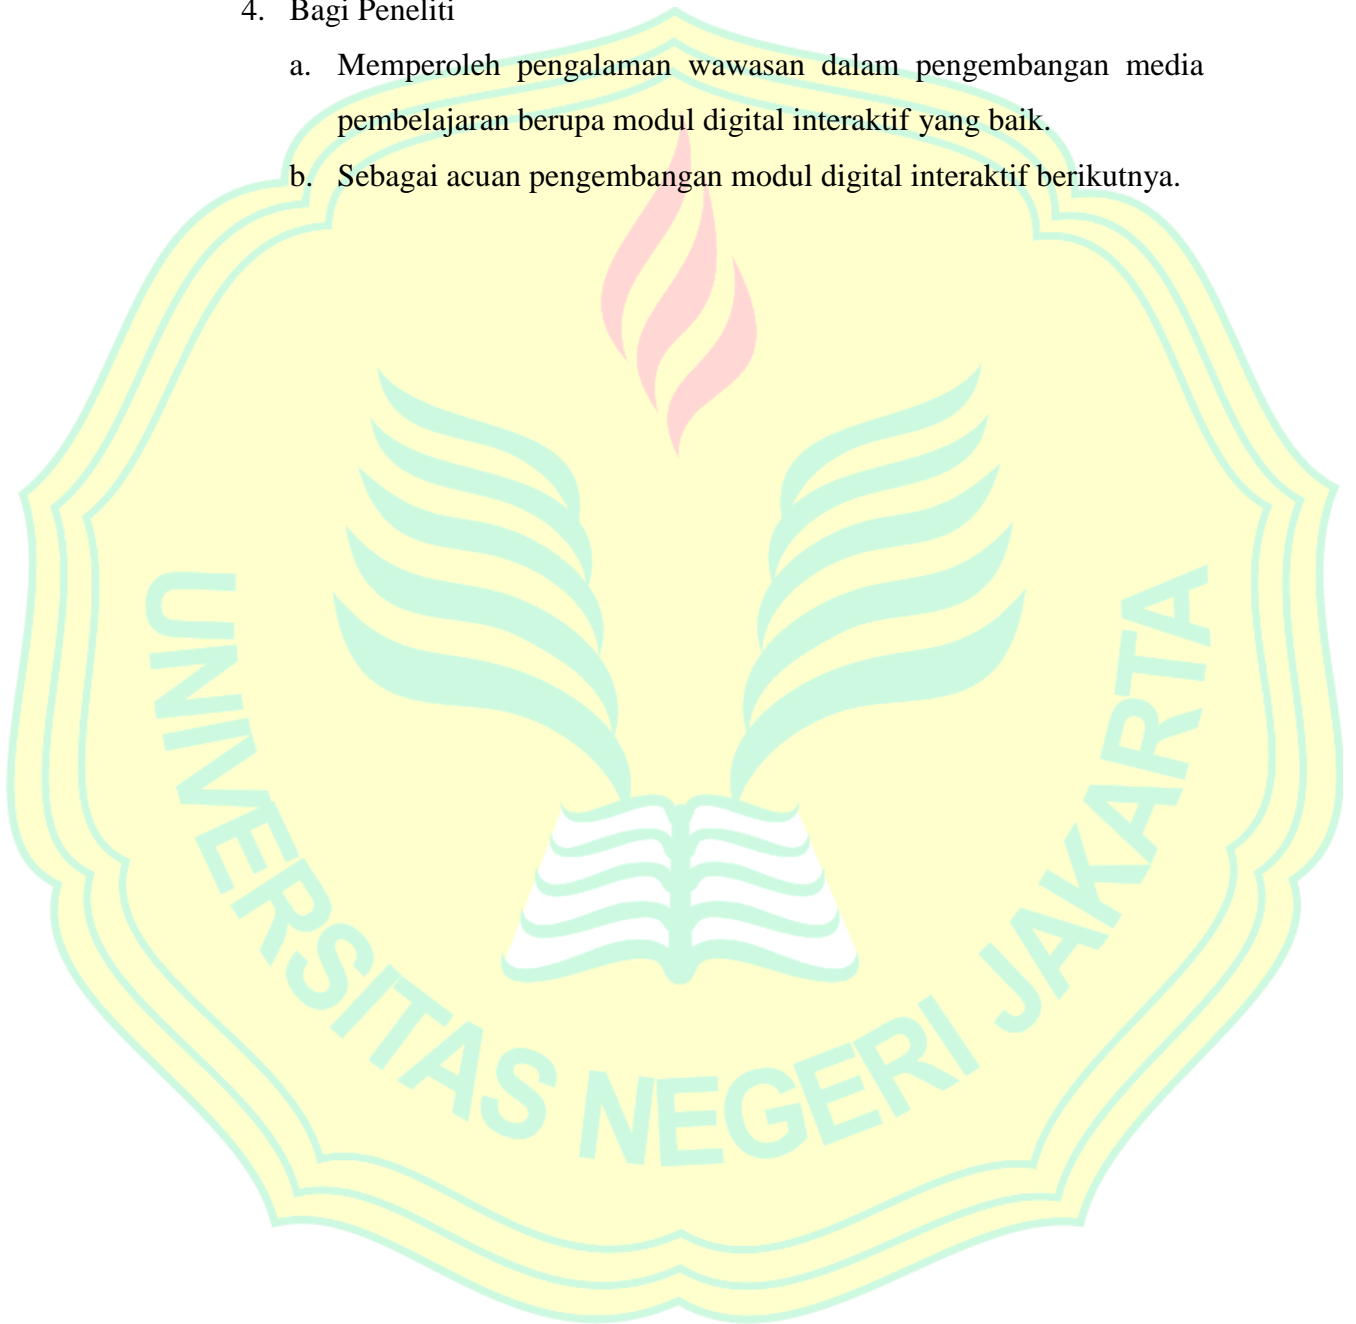 4. Bagi Peneliti
a. Memperoleh pengalaman wawasan dalam pengembangan media
pembelajaran berupa modul digital interaktif yang baik.
b. Sebagai acuan pengembangan modul digital interaktif berikutnya.
UNIVERSITAS NEGERI JAKARTA